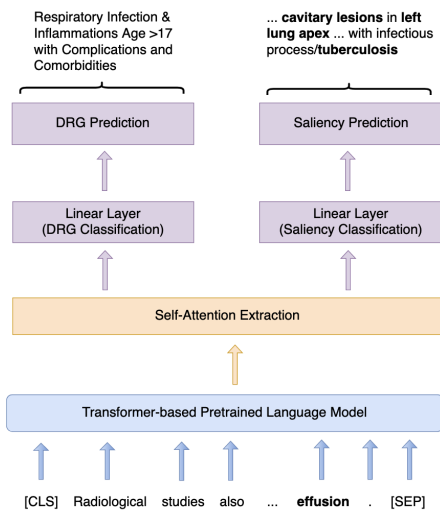 Respiratory Infection &
Inflammations Age >17
with Complications and
Comorbidities
... cavitary lesions in left
lung apex ... with infectious
process/tuberculosis
DRG Prediction
Saliency Prediction
Linear Layer
(DRG Classification)
Linear Layer
(Saliency Classification)
Self-Attention Extraction
Transformer-based Pretrained Language Model
[CLS] Radiological studies also ... effusion . [SEP]